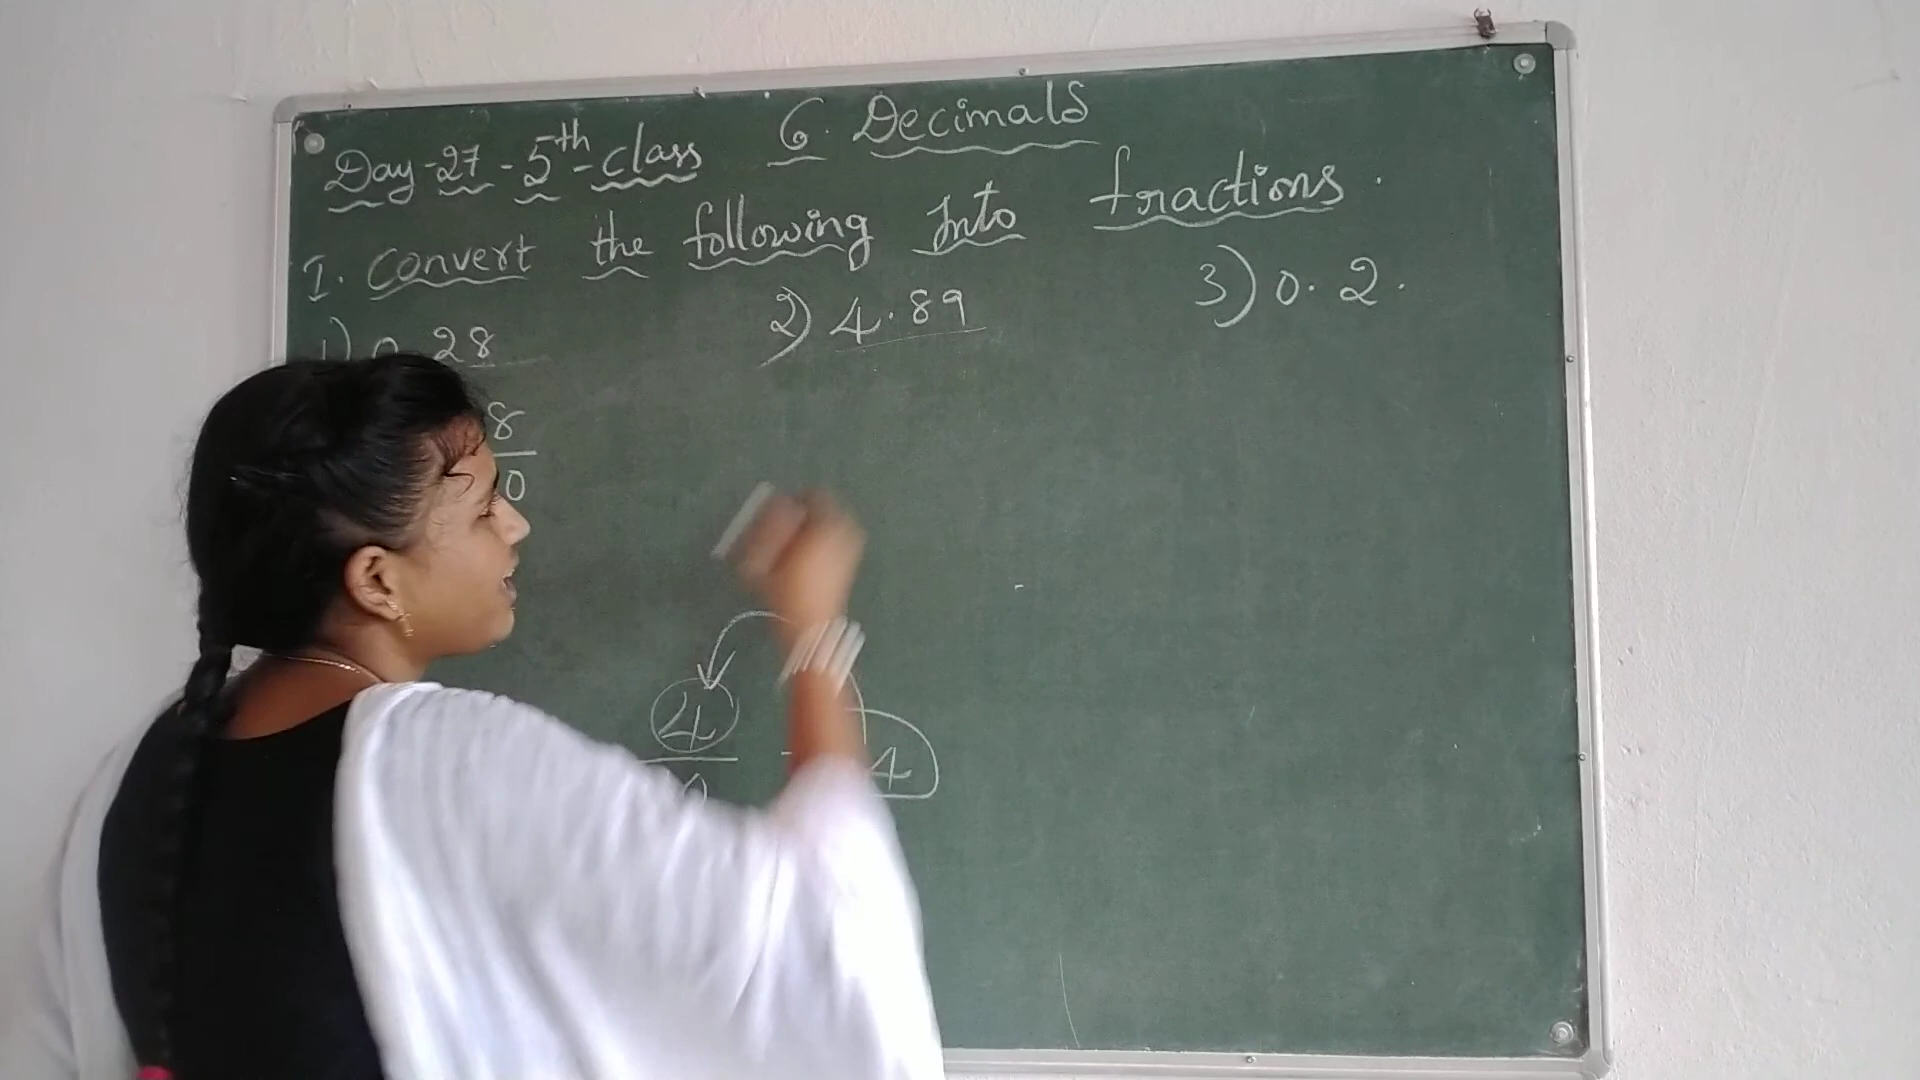 Day-27-5th-class 6. Decimals
I. Convert the following Into fractions.
1) 0.28 2) 4.89 3) 0.2.
8
0
4
0 4